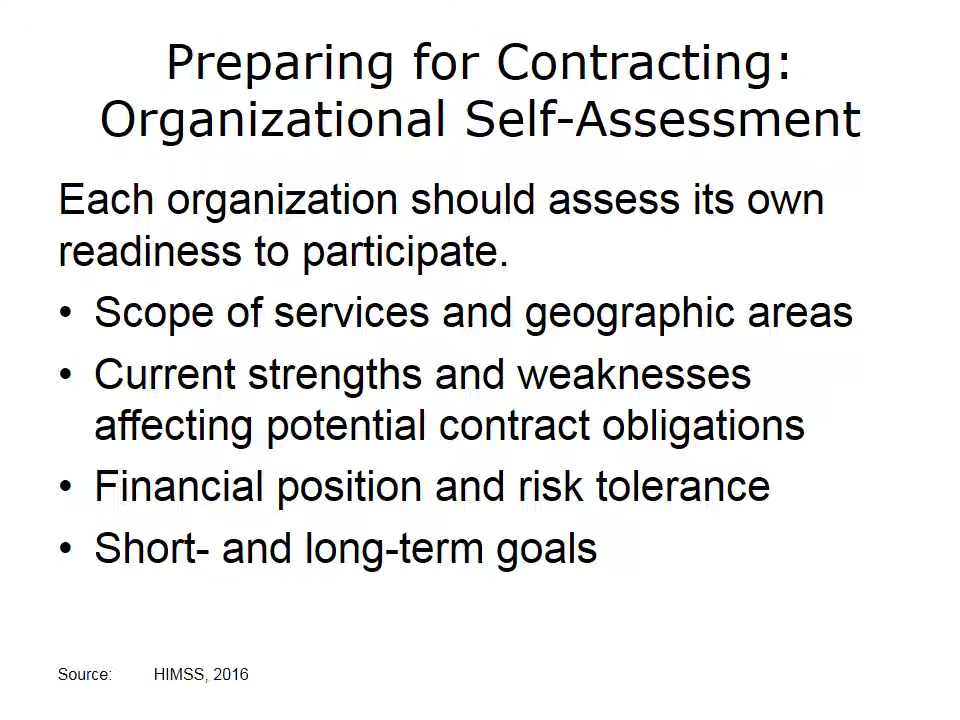 Preparing for Contracting:
Organizational Self-Assessment
Each organization should assess its own
readiness to participate.
• Scope of services and geographic areas
• Current strengths and weaknesses
affecting potential contract obligations
• Financial position and risk tolerance
• Short- and long-term goals
Source: HIMSS, 2016